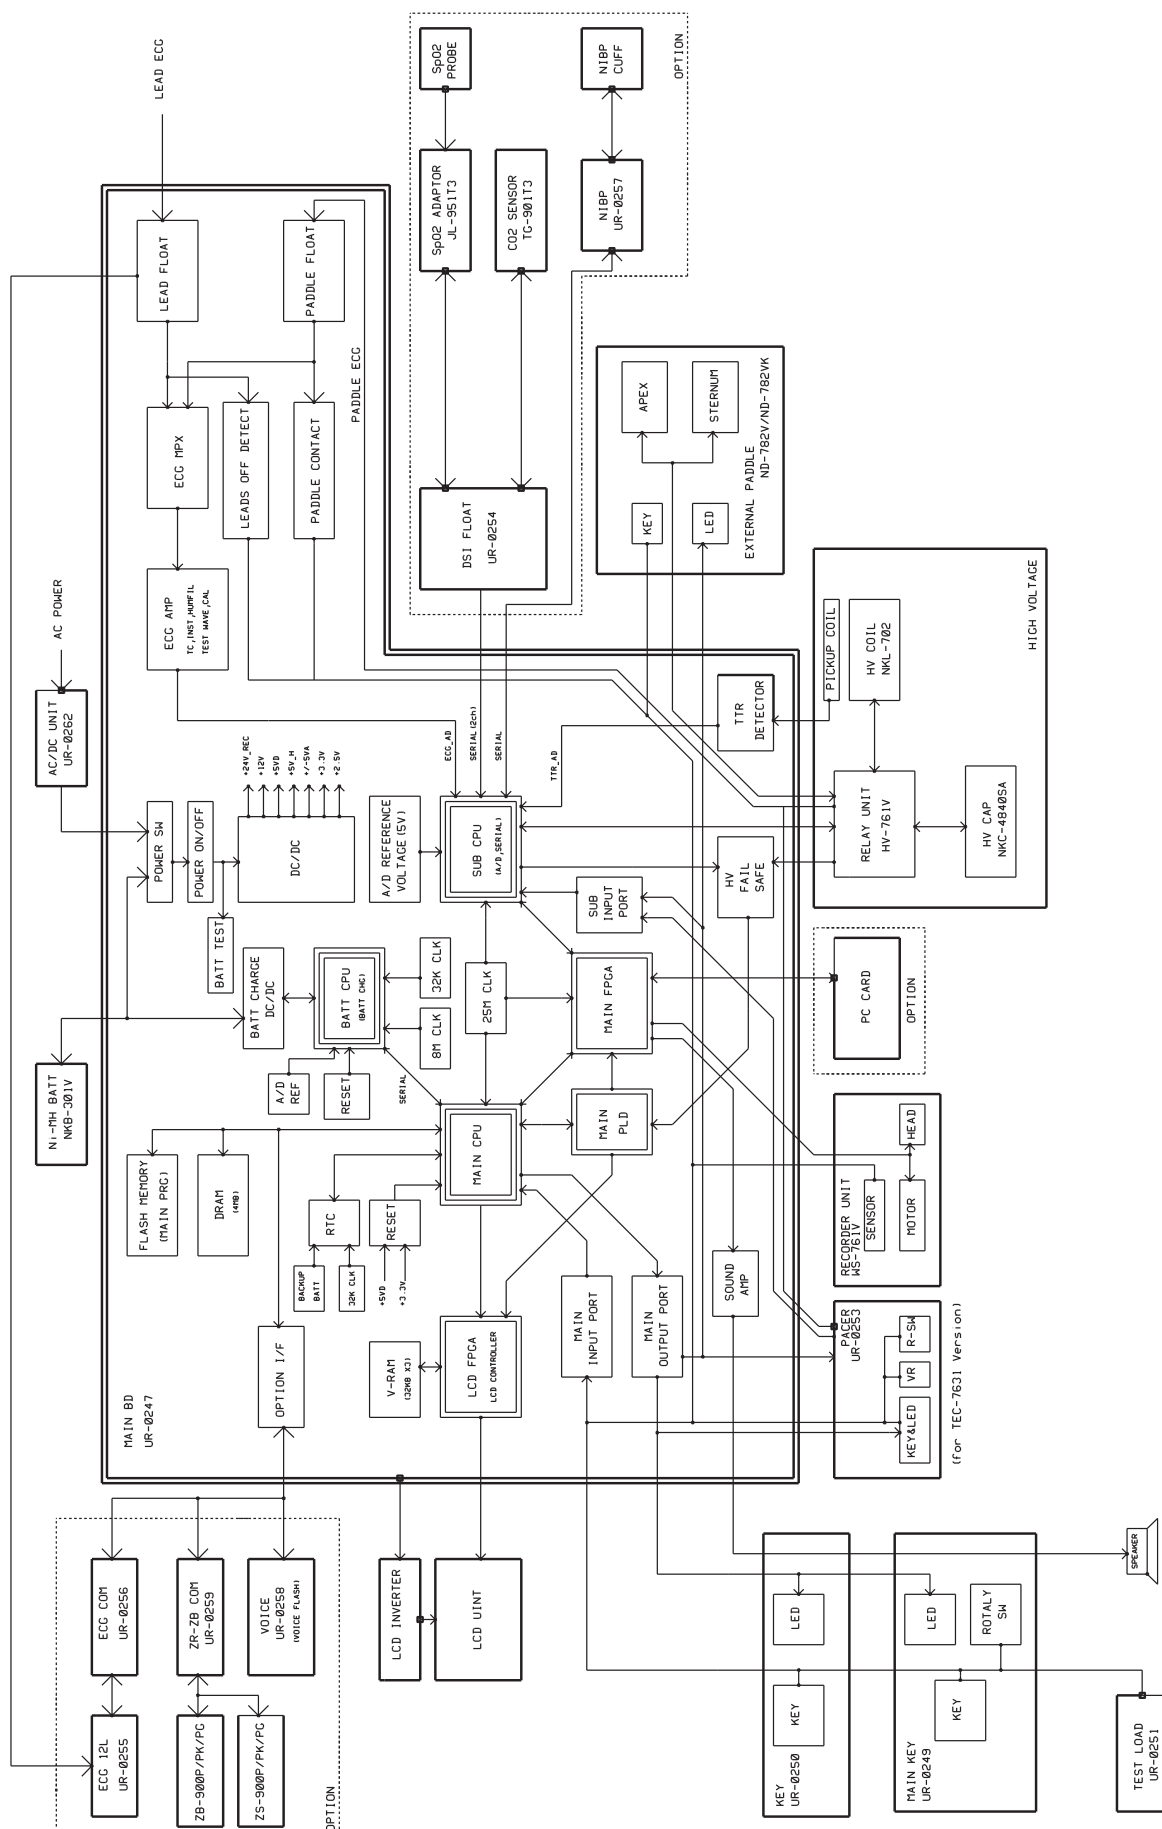 LEAD ECG
SpO2
PROBE
NIBP
CUFF
OPTION
SpO2 ADAPTOR
JL-951T3
CO2 SENSOR
TG-901T3
NIBP
UR-0257
LEAD FLOAT
PADDLE FLOAT
PADDLE ECG
ECG MPX
LEADS OFF DETECT
PADDLE CONTACT
DSI FLOAT
UR-0254
APEX
STERNUM
KEY
LED
EXTERNAL PADDLE
ND-782V/ND-782VK
AC POWER
AC/DC UNIT
UR-0262
ECG AMP
TC,INST,HUMFIL
TEST WAVE,CAL
ECG_AD
SERIAL(2ch)
SERIAL
TTR_AD
TTR
DETECTOR
PICKUP COIL
HV COIL
NKL-702
HIGH VOLTAGE
POWER SW
POWER ON/OFF
+24V_REC
+12V
+5VD
+5V_H
+/-5VA
+3.3V
+2.5V
DC/DC
A/D REFERENCE
VOLTAGE(5V)
SUB CPU
(A/D,SERIAL)
SUB
INPUT
PORT
HV
FAIL
SAFE
RELAY UNIT
HV-761V
HV CAP
NKC-4840SA
BATT TEST
BATT CHARGE
DC/DC
BATT CPU
(BATT CHG)
32K CLK
8M CLK
25M CLK
MAIN FPGA
PC CARD
OPTION
Ni-MH BATT
NKB-301V
A/D
REF
RESET
SERIAL
FLASH MEMORY
(MAIN PRG)
DRAM
(4MB)
RTC
RESET
MAIN CPU
MAIN
PLD
RECORDER UNIT
WS-761V
SENSOR
HEAD
MOTOR
BACKUP
BATT
32K CLK
+5VD
+3.3V
SOUND
AMP
MAIN BD
UR-0247
OPTION I/F
V-RAM
(32KB X3)
LCD FPGA
LCD CONTROLLER
MAIN
INPUT PORT
MAIN
OUTPUT PORT
PACER
UR-0253
R-SW
VR
KEY&LED
(for TEC-7631 Version)
ECG COM
UR-0256
ZR-ZB COM
UR-0259
VOICE
UR-0258
(VOICE FLASH)
LCD INVERTER
LCD UINT
LED
LED
ROTALY
SW
SPEAKER
ECG 12L
UR-0255
ZB-900P/PK/PG
ZS-900P/PK/PG
OPTION
KEY
KEY
UR-0250
KEY
MAIN KEY
UR-0249
TEST LOAD
UR-0251